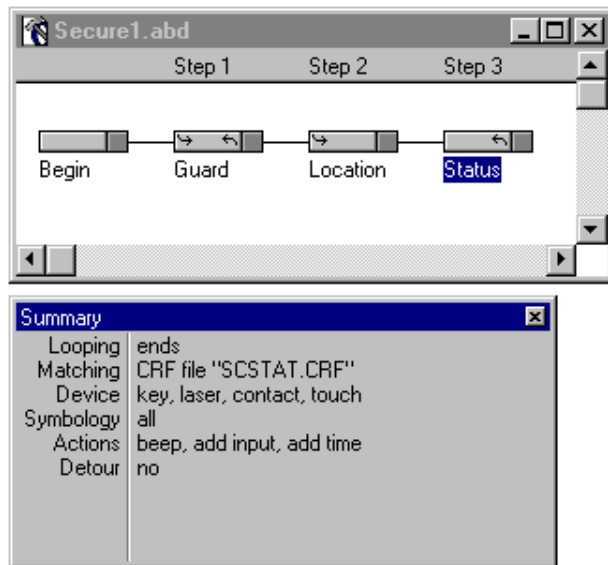 Secure1.abd
Step 1 Step 2 Step 3
Begin Guard Location Status
Summary
Looping ends
Matching CRF file "SCSTAT.CRF"
Device key, laser, contact, touch
Symbology all
Actions beep, add input, add time
Detour no